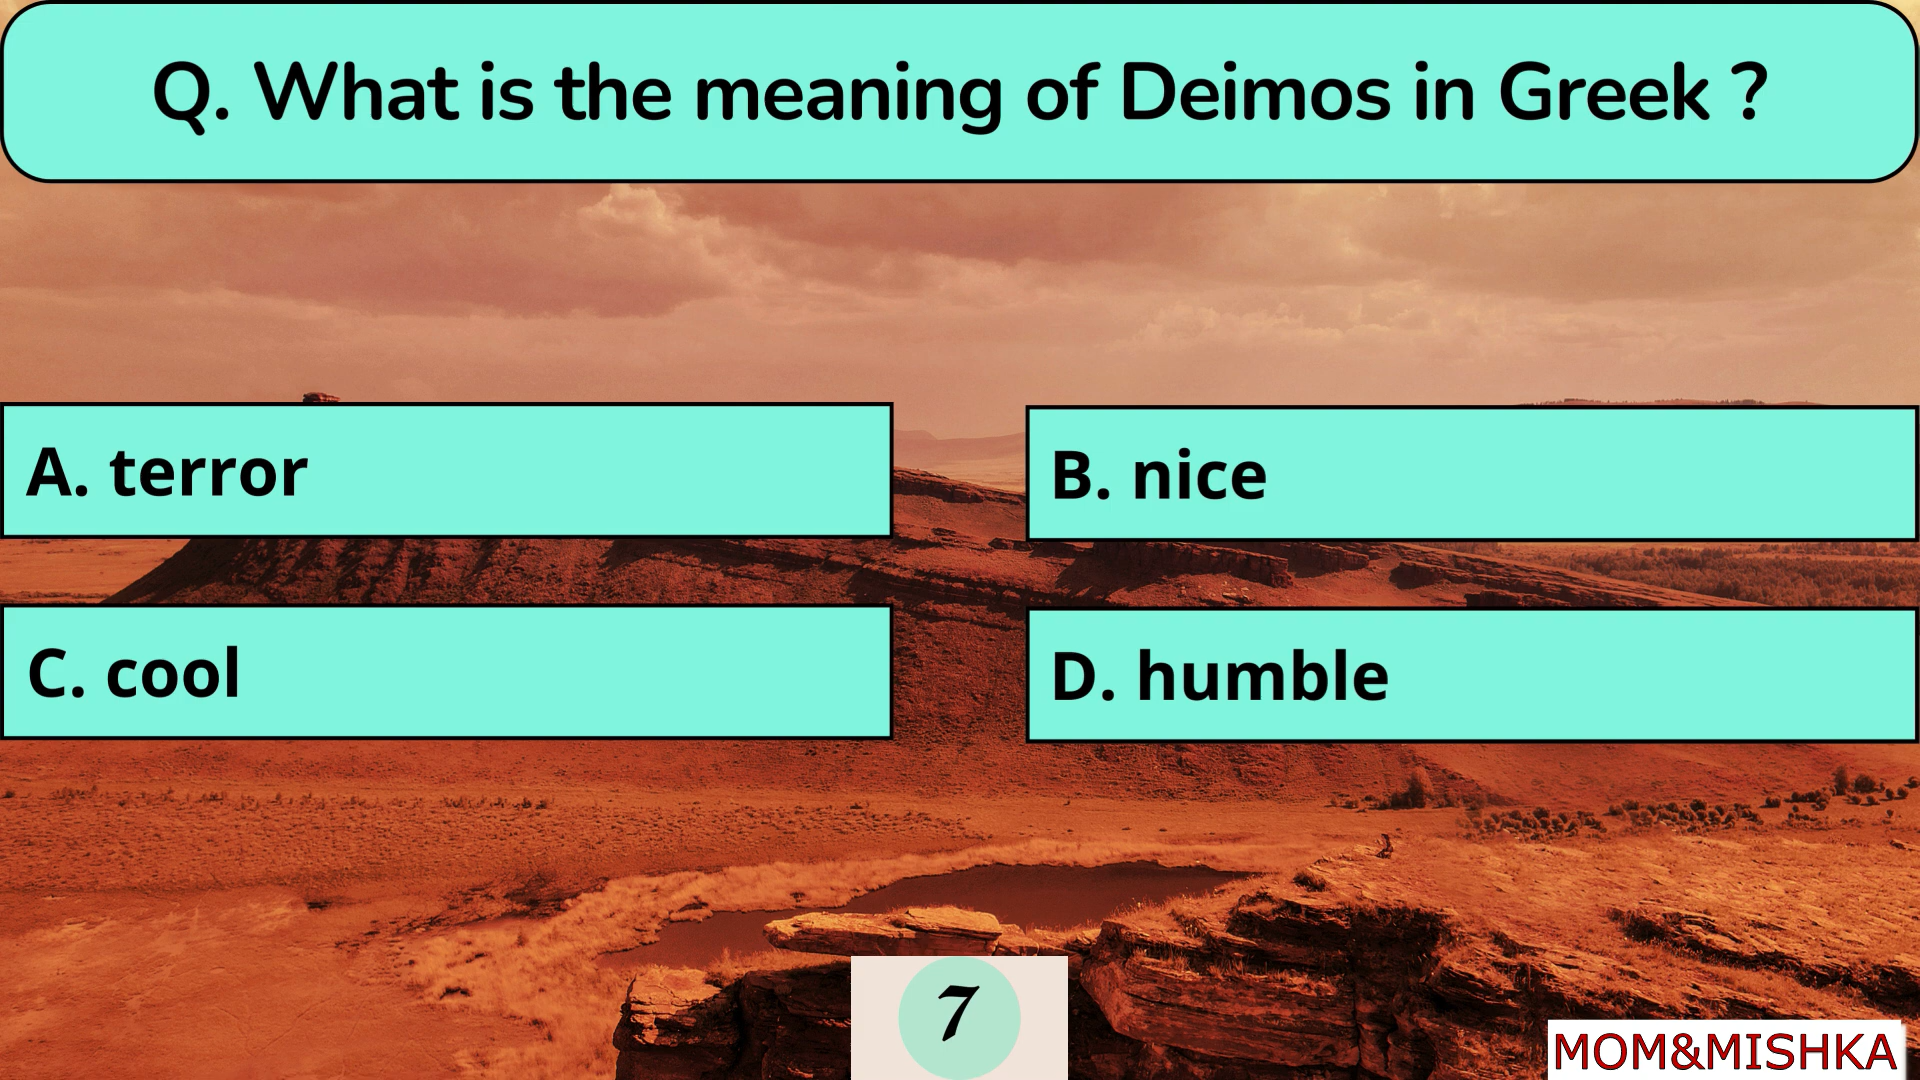 Q. What is the meaning of Deimos in Greek ?
A. terror
B. nice
C. cool
D. humble
7
MOM&MISHKA